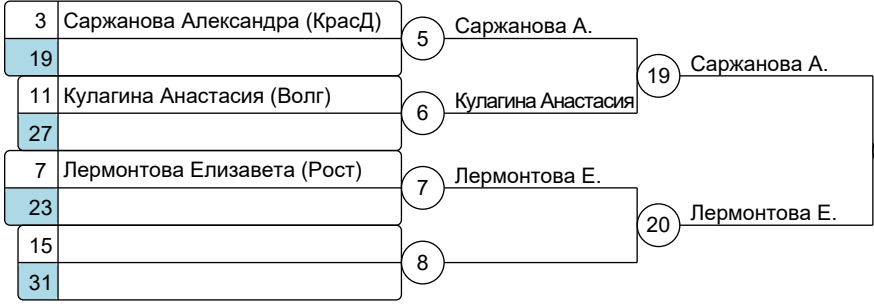 3 Саржанова Александра (КрасД)
19
5 Саржанова А.
11 Кулагина Анастасия (Волг)
27
6 Кулагина Анастасия
19 Саржанова А.
7 Лермонтова Елизавета (Рост)
23
7 Лермонтова Е.
15
31
8
20 Лермонтова Е.